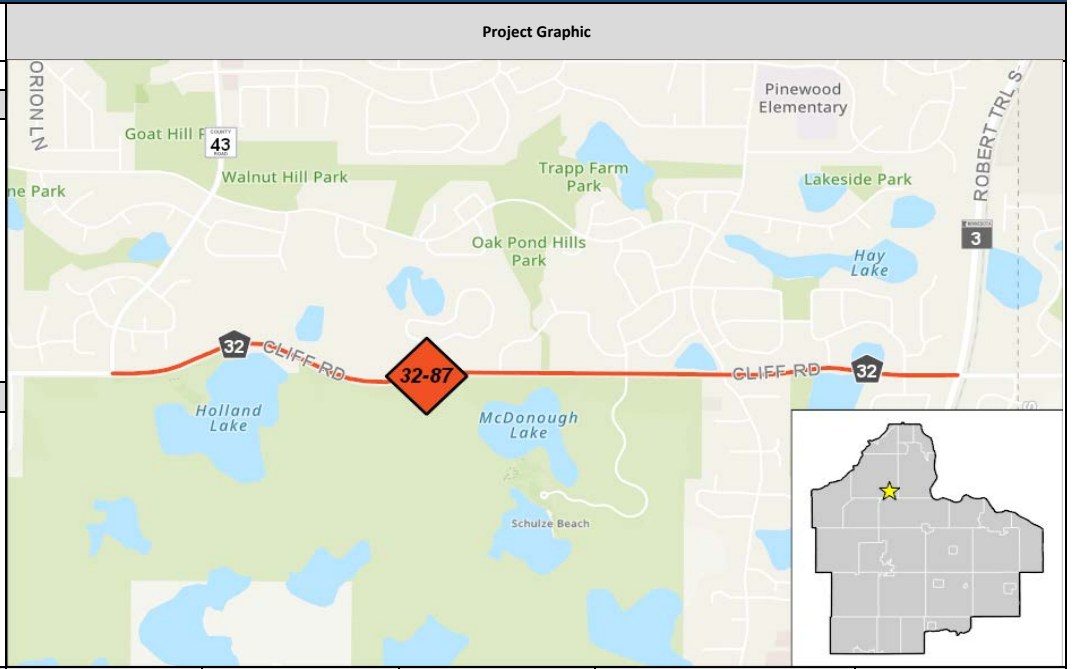 Project Graphic
ORION LN
Goat Hill P
COUNTY
43
ROAD
Walnut Hill Park
ne Park
Pinewood
Elementary
Trapp Farm
Park
Lakeside Park
ROBERT TRL S
3
Oak Pond Hills
Park
Hay
Lake
32
CLIFF RD
32-87
CLIFF RD
32
Holland
Lake
McDonough
Lake
Schulze Beach
S